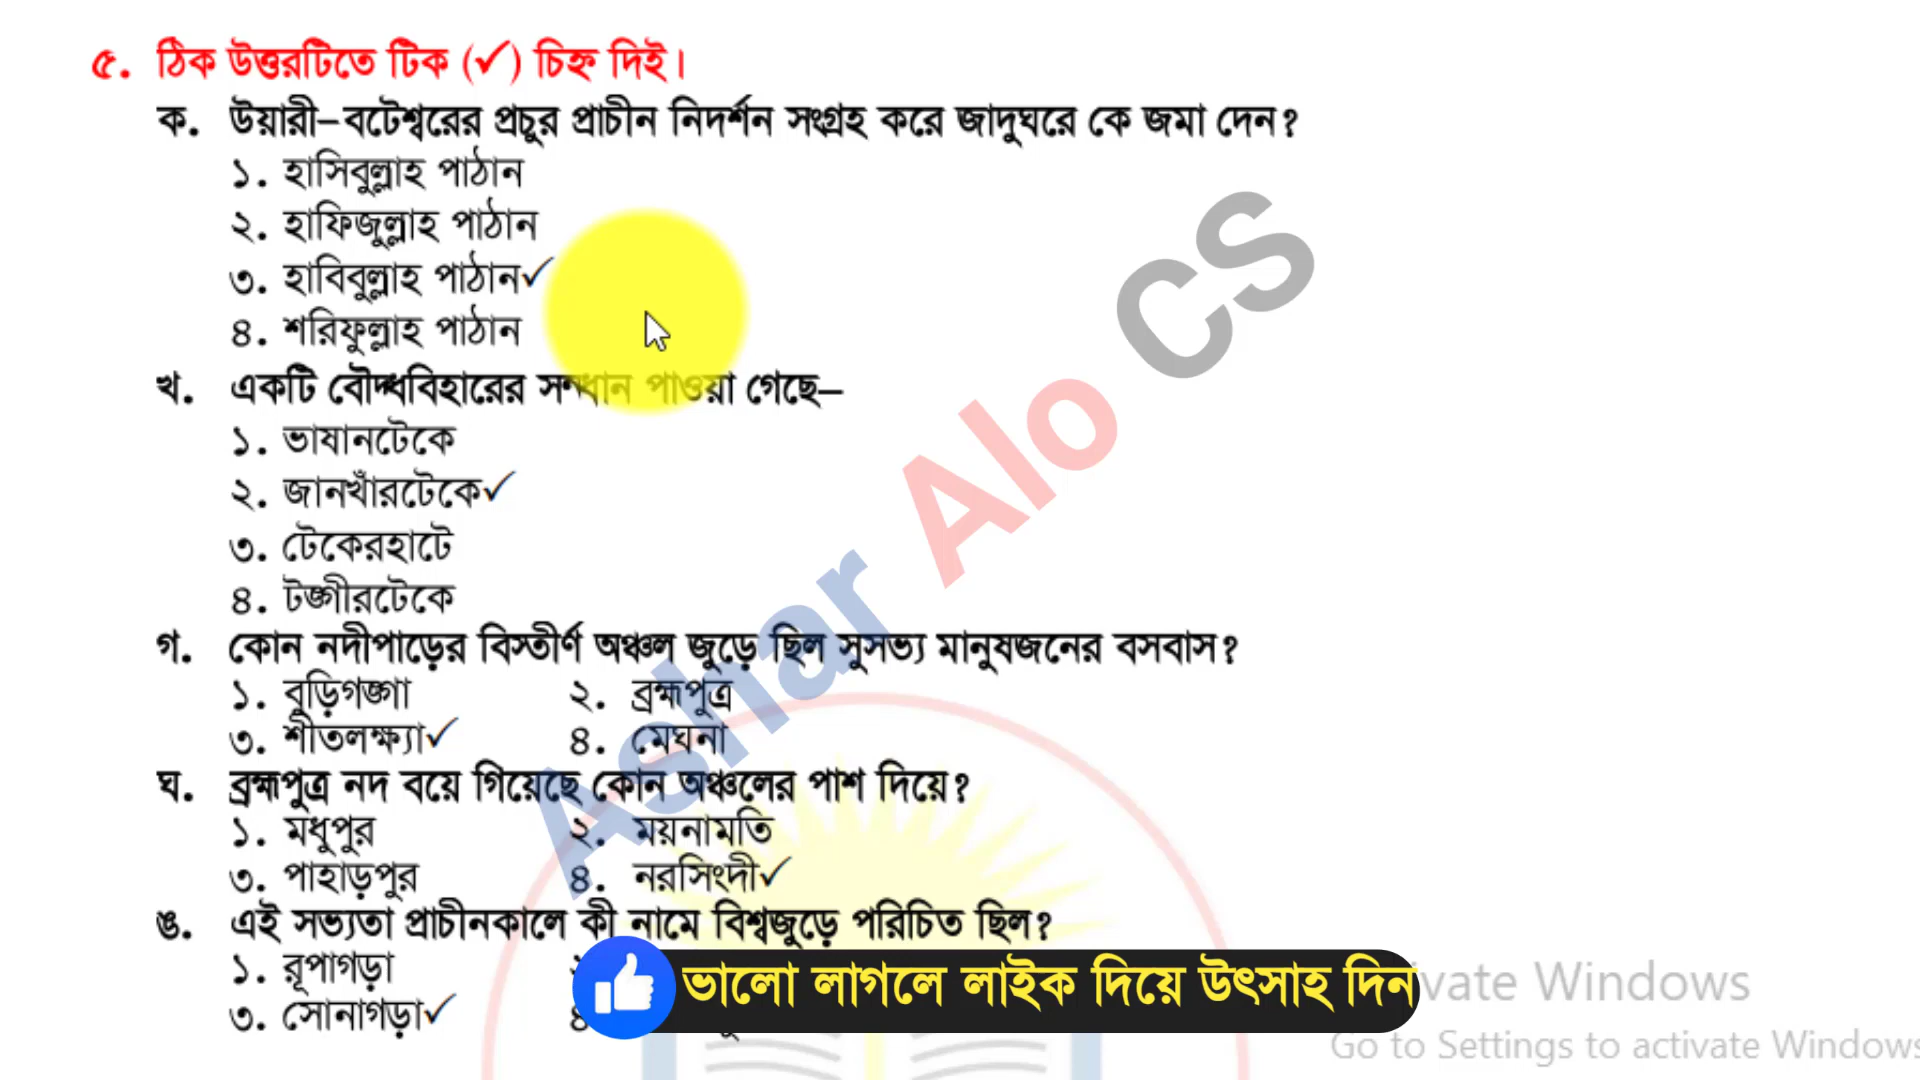 ৫. ঠিক উত্তরটিতে টিক (✓) চিহ্ন দিই।
ক. উয়ারী–বটেশ্বরের প্রচুর প্রাচীন নিদর্শন সংগ্রহ করে জাদুঘরে কে জমা দেন?
১. হাসিবুল্লাহ পাঠান
২. হাফিজুল্লাহ পাঠান
৩. হাবিবুল্লাহ পাঠান✓
৪. শরিফুল্লাহ পাঠান
খ. একটি বৌদ্ধবিহারের সন্ধান পাওয়া গেছে–
১. ভাষানটেকে
২. জানখাঁরটেকে✓
৩. টেকেরহাটে
৪. টঙ্গীরটেকে
গ. কোন নদীপাড়ের বিস্তীর্ণ অঞ্চল জুড়ে ছিল সুসভ্য মানুষজনের বসবাস?
১. বুড়িগঙ্গা ২. ব্রহ্মপুত্র
৩. শীতলক্ষ্যা✓ ৪. মেঘনা
ঘ. ব্রহ্মপুত্র নদ বয়ে গিয়েছে কোন অঞ্চলের পাশ দিয়ে?
১. মধুপুর ২. ময়নামতি
৩. পাহাড়পুর ৪. নরসিংদী✓
ঙ. এই সভ্যতা প্রাচীনকালে কী নামে বিশ্বজুড়ে পরিচিত ছিল?
১. রূপাগড়া
৩. সোনাগড়া✓
ভালো লাগলে লাইক দিয়ে উৎসাহ দিন
Ashar Alo CS
vate Windows
Go to Settings to activate Windows